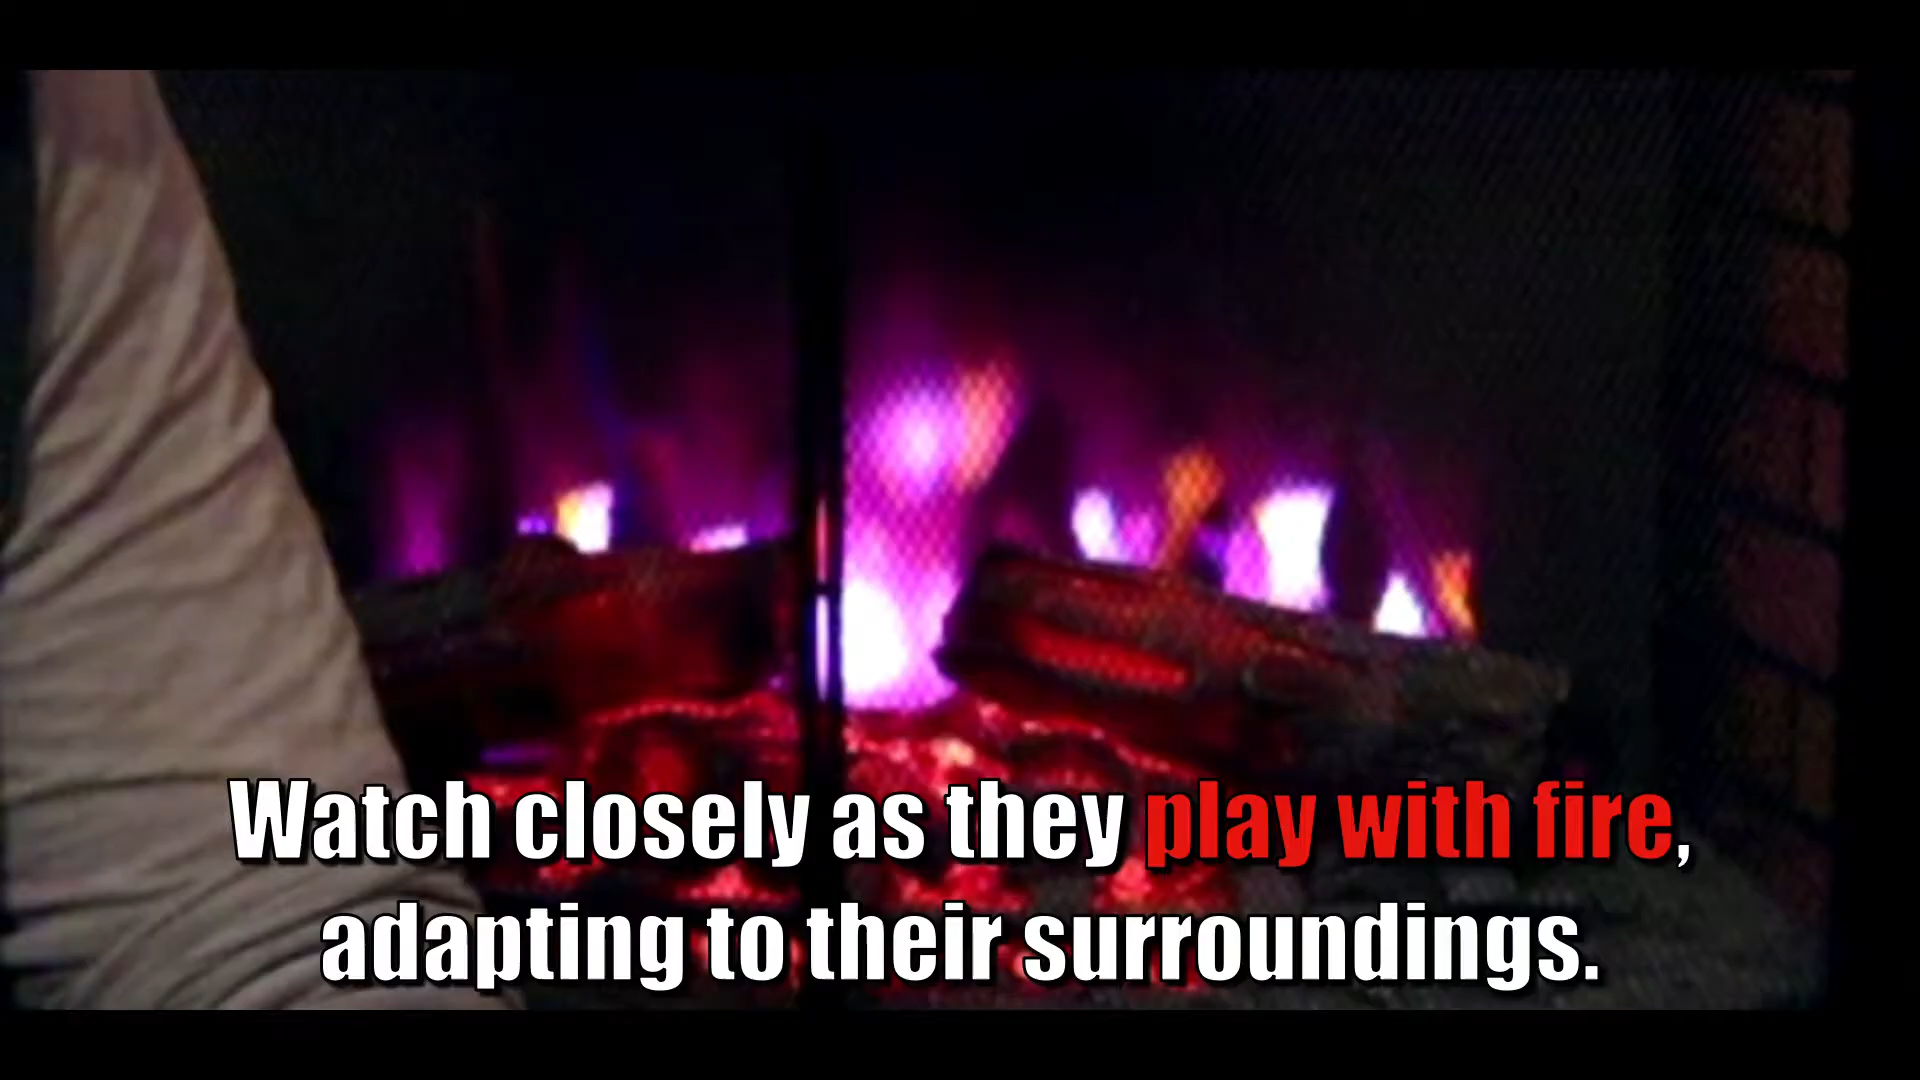 Watch closely as they play with fire,
adapting to their surroundings.